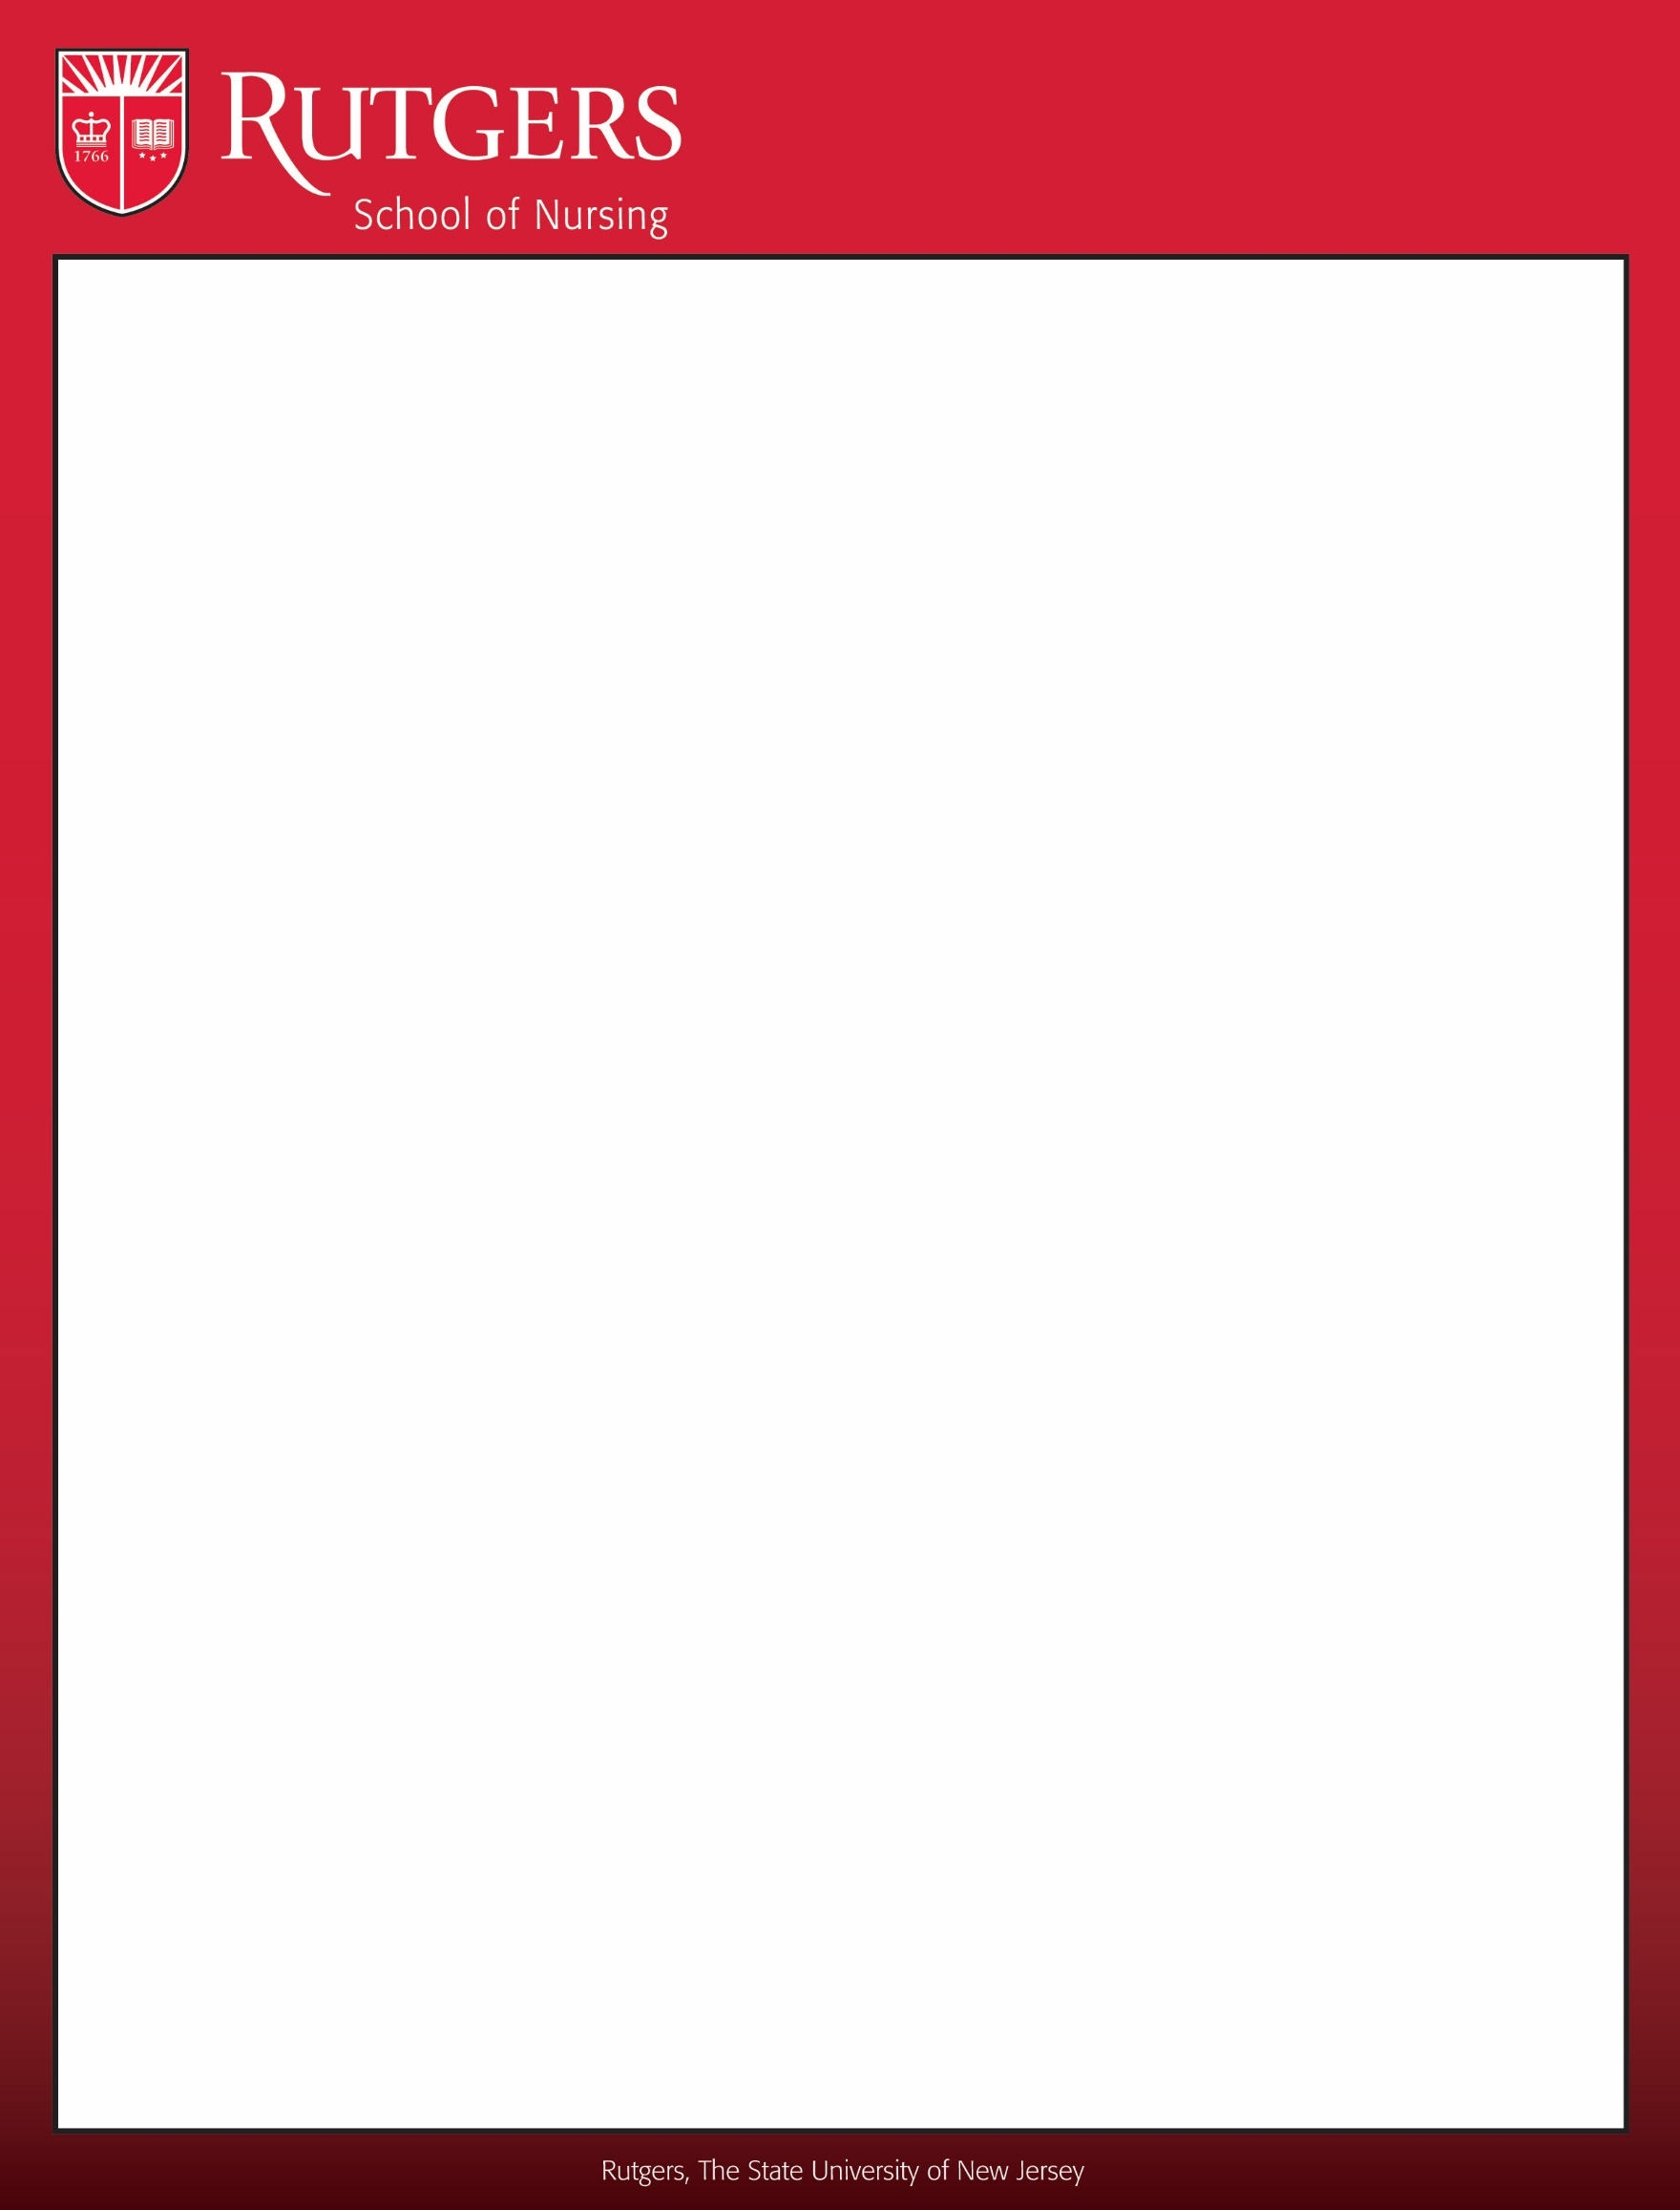 1766
RUTGERS
School of Nursing
Rutgers, The State University of New Jersey